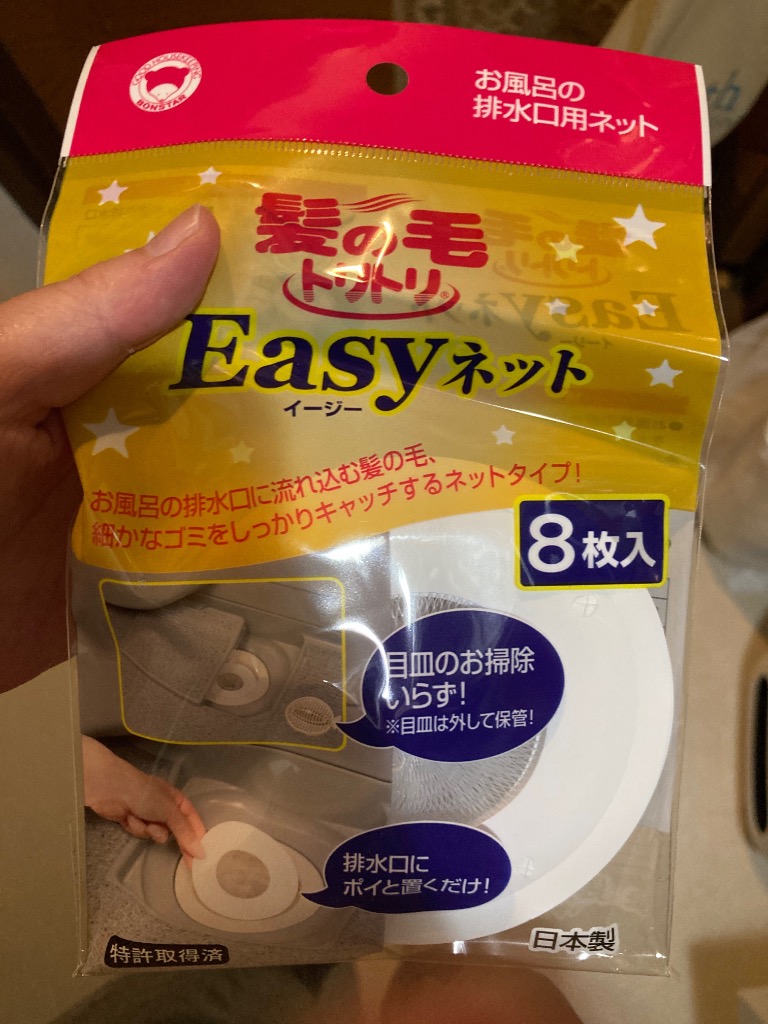 GOOD HOUSEKEEPING
BONSTAR
お風呂の
排水口用ネット
髪の毛
トリトリ®
Easyネット
イージー
お風呂の排水口に流れ込む髪の毛、
細かなゴミをしっかりキャッチするネットタイプ!
8枚入
目皿のお掃除
いらず!
※目皿は外して保管!
排水口に
ポイと置くだけ!
特許取得済
日本製